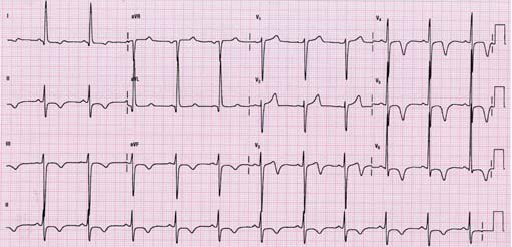 I aVR V1 V4
II aVL V2 V5
III aVF V3 V6
II